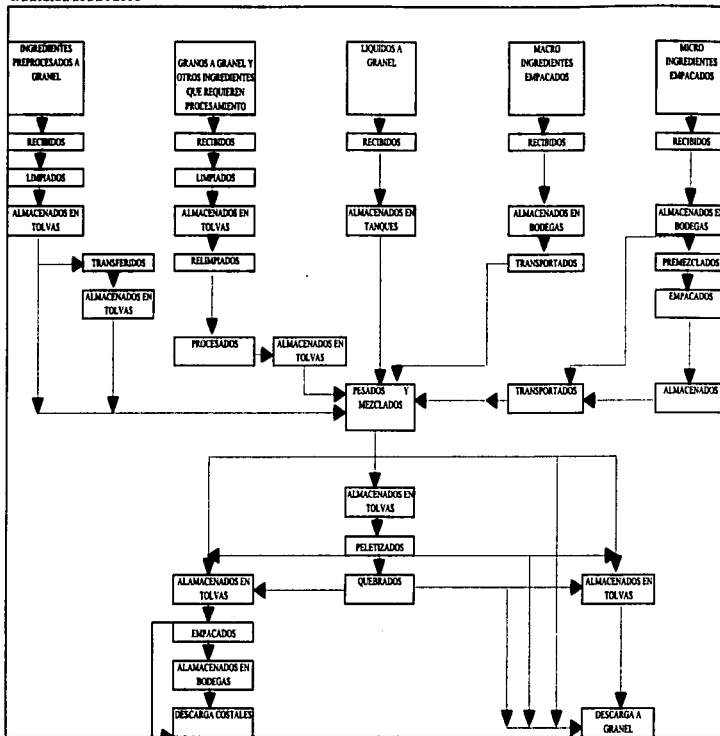 INGREDIENTES
PREPROCESADOS A
GRANEL
GRANOS A GRANEL Y
OTROS INGREDIENTES
QUE REQUIEREN
PROCESAMIENTO
LIQUIDOS A
GRANEL
MACRO
INGREDIENTES
EMPACADOS
MICRO
INGREDIENTES
EMPACADOS
RECIBIDOS
RECIBIDOS
RECIBIDOS
RECIBIDOS
RECIBIDOS
LIMPIADOS
LIMPIADOS
ALMACENADOS EN
TOLVAS
ALMACENADOS EN
TOLVAS
ALMACENADOS EN
TANQUES
ALMACENADOS EN
BODEGAS
ALMACENADOS EN
BODEGAS
TRANSFERIDOS
RELIMPIADOS
TRANSPORTADOS
PREMEZCLADOS
ALMACENADOS EN
TOLVAS
EMPACADOS
PROCESADOS
ALMACENADOS EN
TOLVAS
PESADOS Y
MEZCLADOS
TRANSPORTADOS
ALMACENADOS
ALMACENADOS EN
TOLVAS
PELETIZADOS
ALAMACENADOS EN
TOLVAS
QUEBRADOS
ALMACENADOS EN
TOLVAS
EMPACADOS
ALAMACENADOS EN
BODEGAS
DESCARGA COSTALES
DESCARGA A
GRANEL